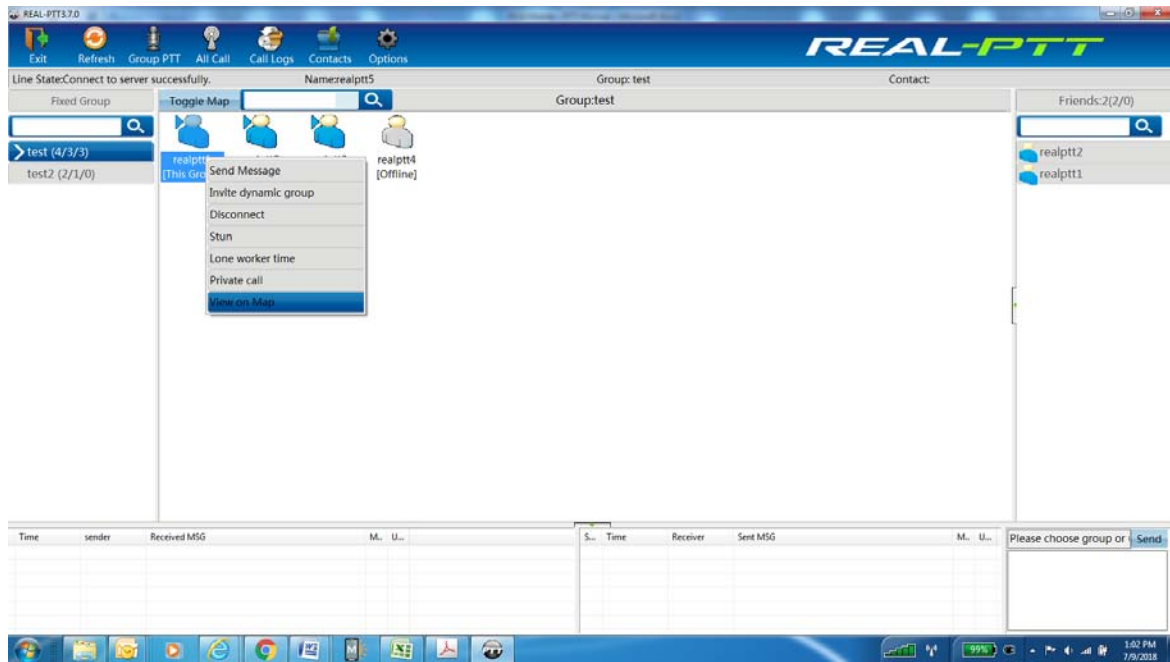 REAL-PTT3.7.0
Exit Refresh Group PTT All Call Call Logs Contacts Options
REAL-PTT
Line State:Connect to server successfully. Name:realptt5 Group: test Contact:
Fixed Group Toggle Map Group:test Friends:2(2/0)
test (4/3/3)
test2 (2/1/0)
realptt4
[Offline]
[This Gro
Send Message
Invite dynamic group
Disconnect
Stun
Lone worker time
Private call
View on Map
realptt2
realptt1
Time sender Received MSG M.. U...
S... Time Receiver Sent MSG M.. U...
Please choose group or Send
99%
1:02 PM
7/9/2018